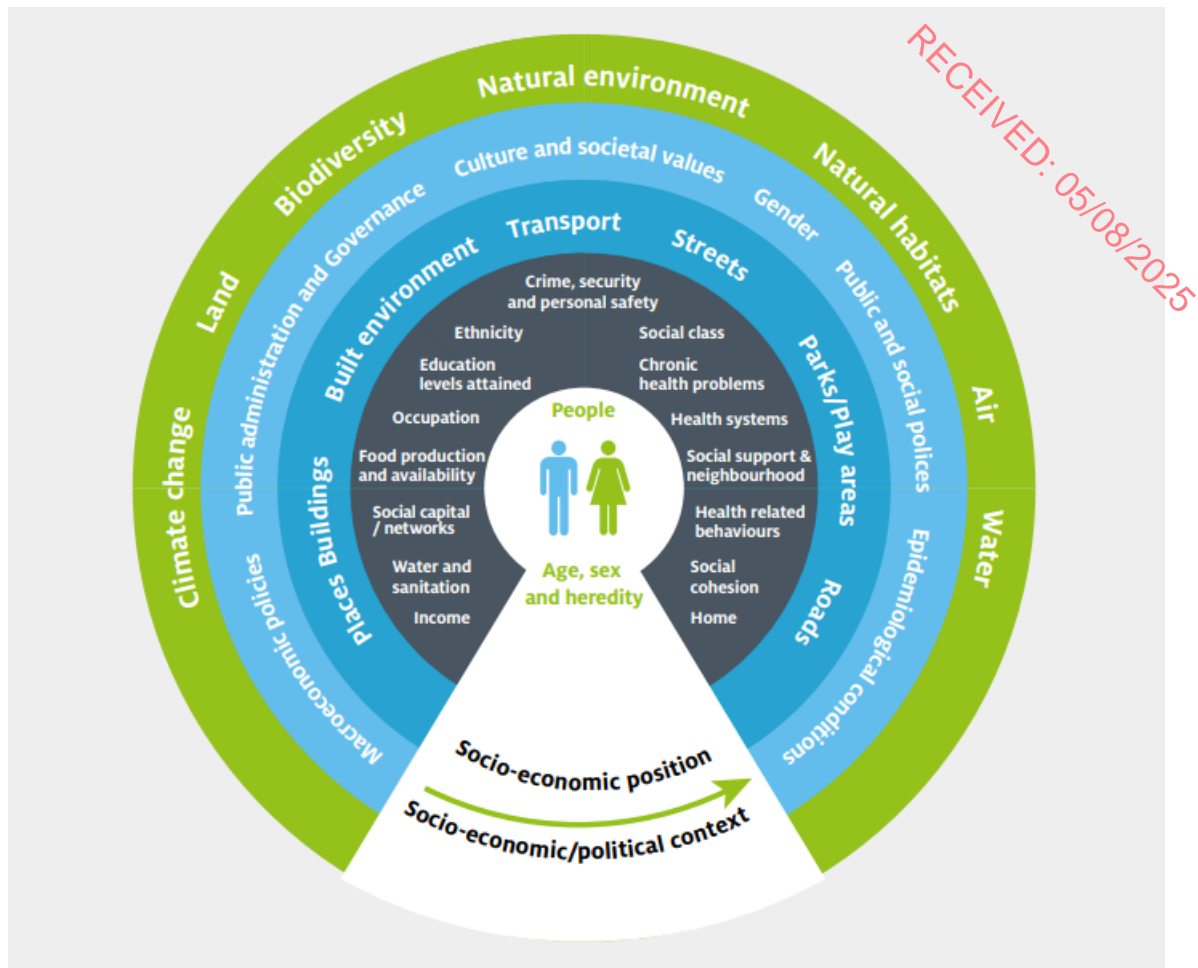 RECEIVED: 05/08/2025
Natural environment
Biodiversity
Land
Climate change
Natural habitats
Air
Water
Culture and societal values
Public administration and Governance
Macroeconomic policies
Gender
Public and social polices
Epidemiological conditions
Transport
Built environment
Places Buildings
Streets
Parks/Play areas
Roads
Crime, security
and personal safety
Ethnicity
Education
levels attained
Occupation
Food production
and availability
Social capital
/ networks
Water and
sanitation
Income
Social class
Chronic
health problems
Health systems
Social support &
neighbourhood
Health related
behaviours
Social
cohesion
Home
People
Age, sex
and heredity
Socio-economic position
Socio-economic/political context